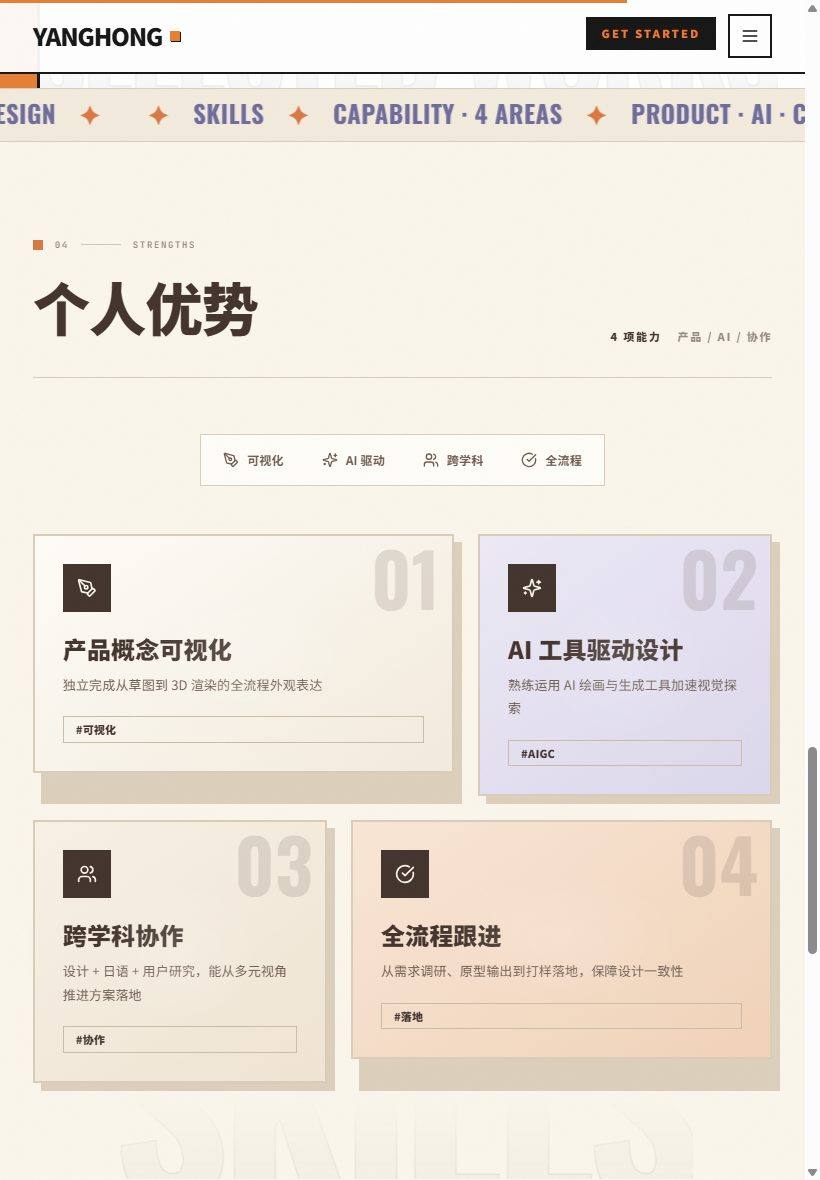 YANGHONG
GET STARTED
SELECTED WORKS
ESIGN ✦ ✦ SKILLS ✦ CAPABILITY · 4 AREAS ✦ PRODUCT · AI · C
04 STRENGTHS
个人优势
4 项能力 产品 / AI / 协作
可视化 AI 驱动 跨学科 全流程
01
产品概念可视化
独立完成从草图到 3D 渲染的全流程外观表达
#可视化
02
AI 工具驱动设计
熟练运用 AI 绘画与生成工具加速视觉探
索
#AIGC
03
跨学科协作
设计 + 日语 + 用户研究，能从多元视角
推进方案落地
#协作
04
全流程跟进
从需求调研、原型输出到打样落地，保障设计一致性
#落地
SKILLS